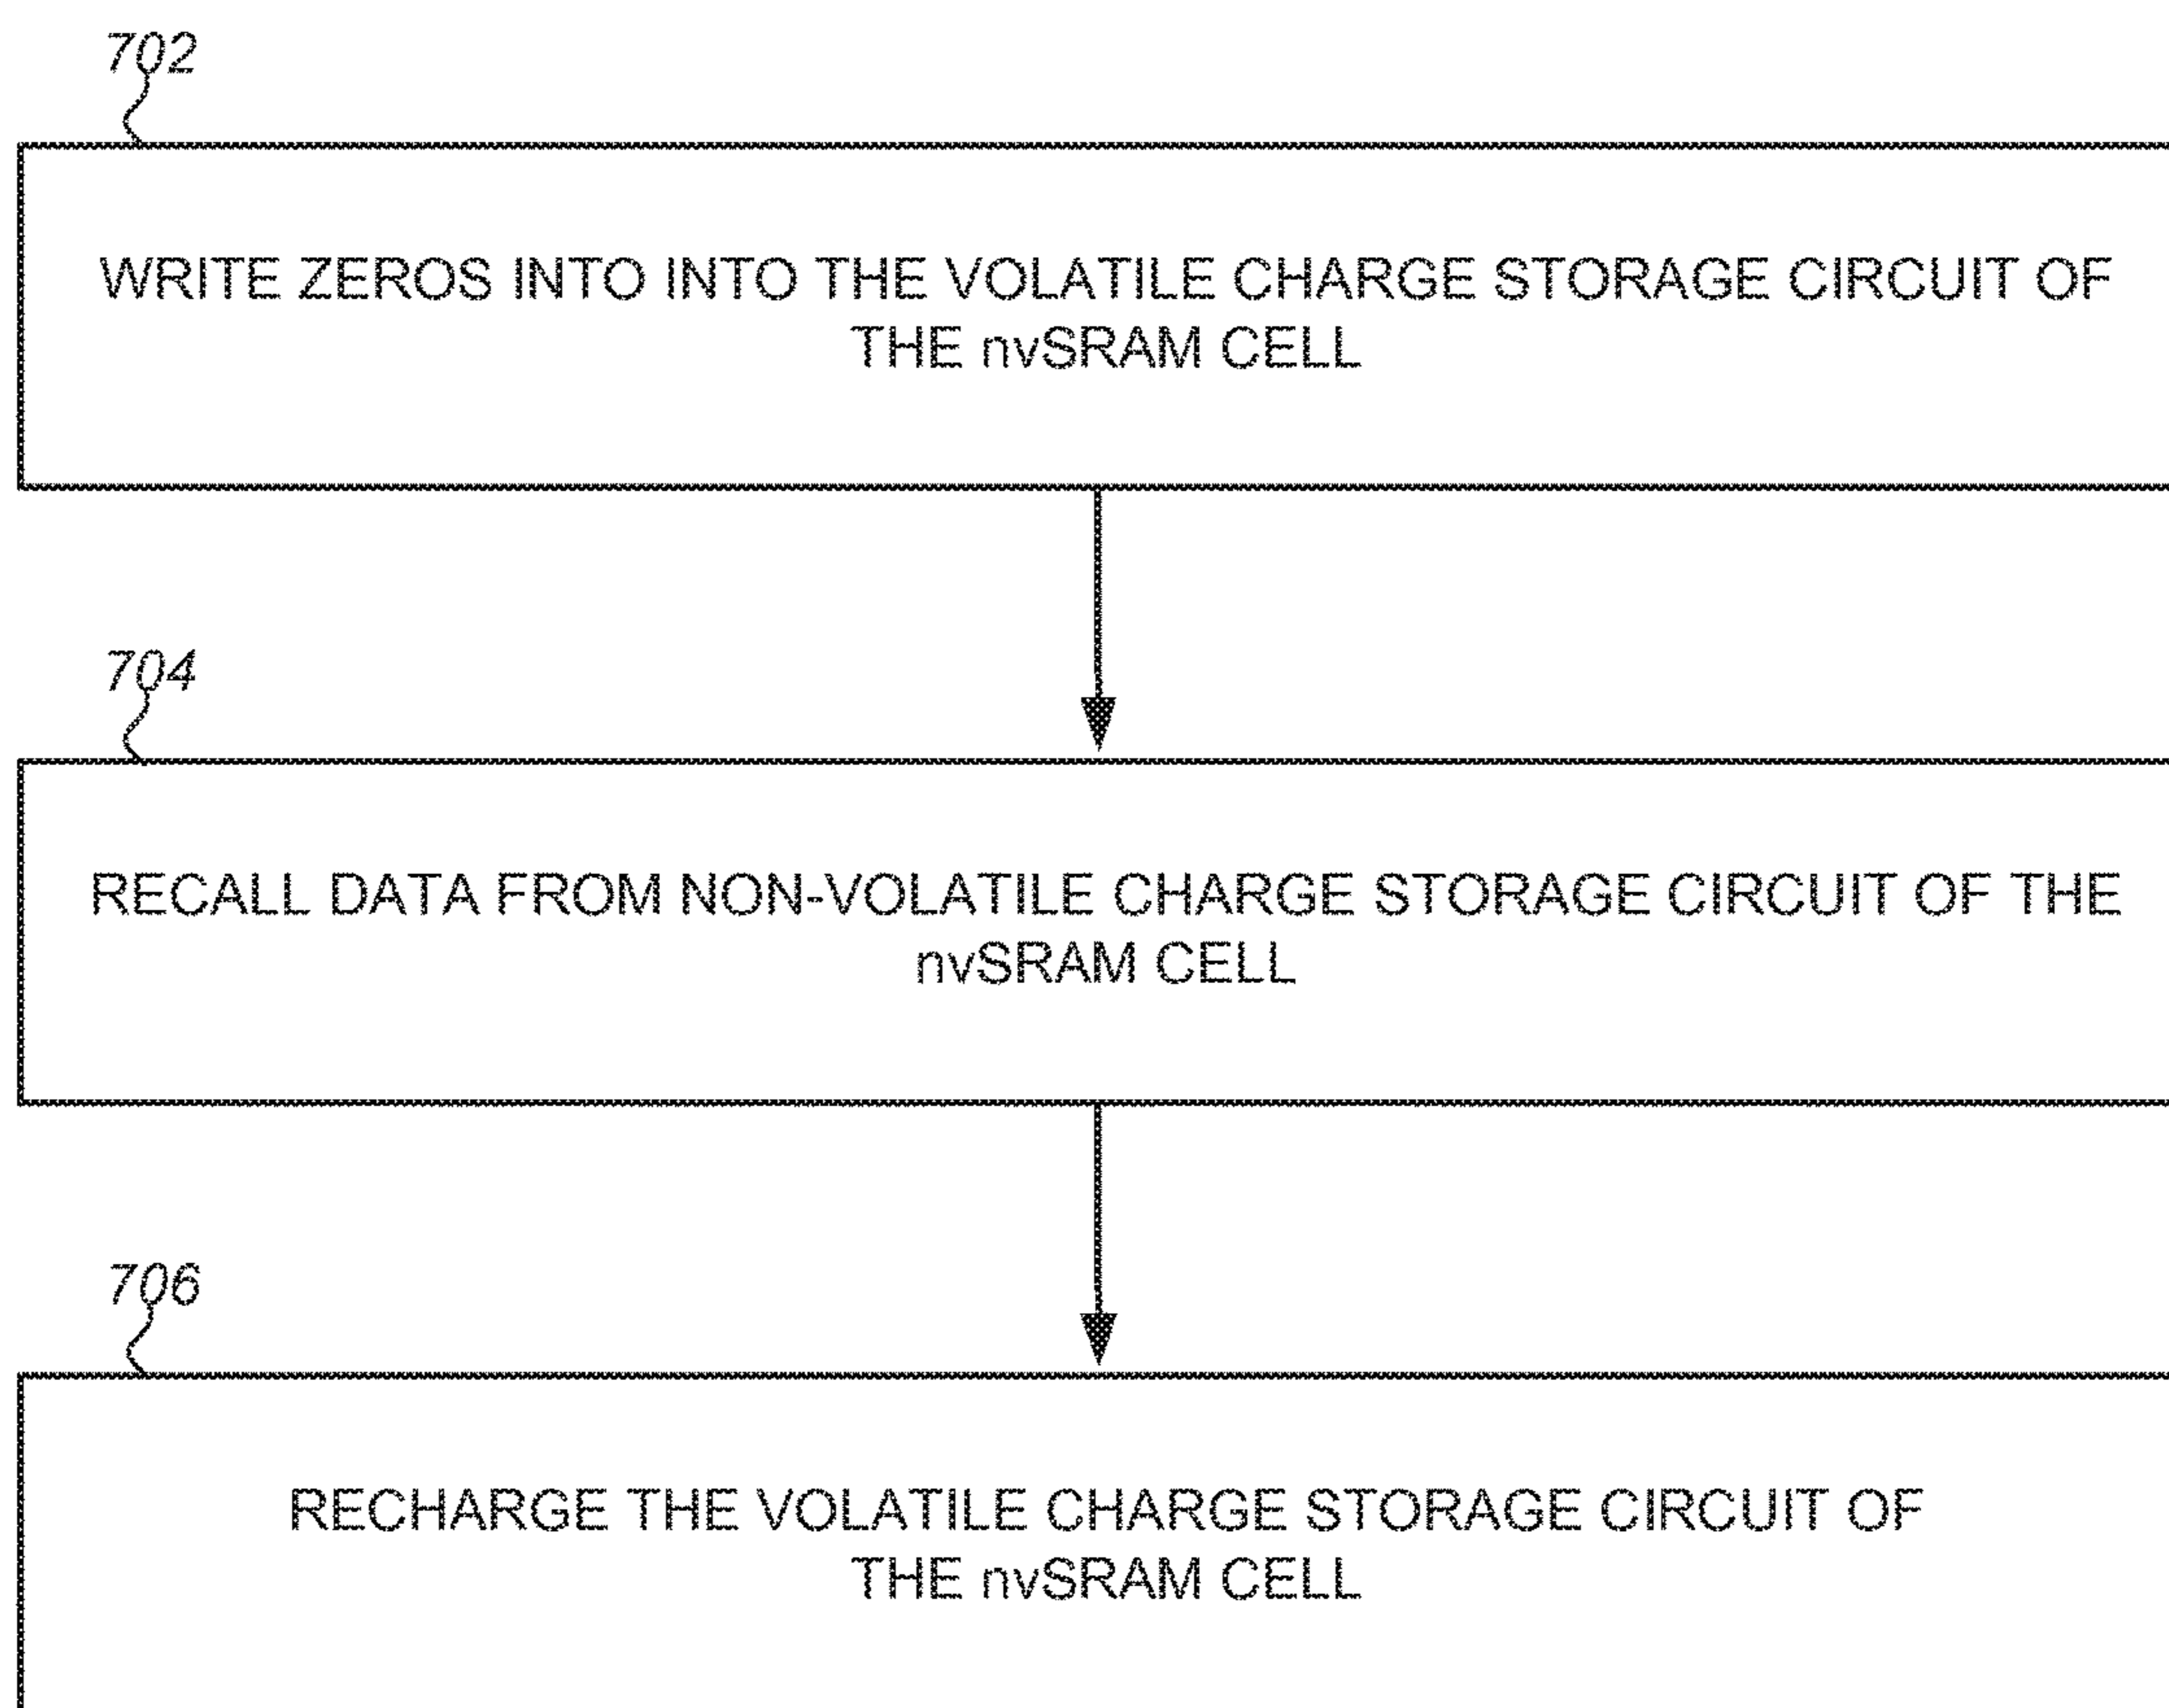 702
WRITE ZEROS INTO INTO THE VOLATILE CHARGE STORAGE CIRCUIT OF
THE nvSRAM CELL
704
RECALL DATA FROM NON-VOLATILE CHARGE STORAGE CIRCUIT OF THE
nvSRAM CELL
706
RECHARGE THE VOLATILE CHARGE STORAGE CIRCUIT OF
THE nvSRAM CELL